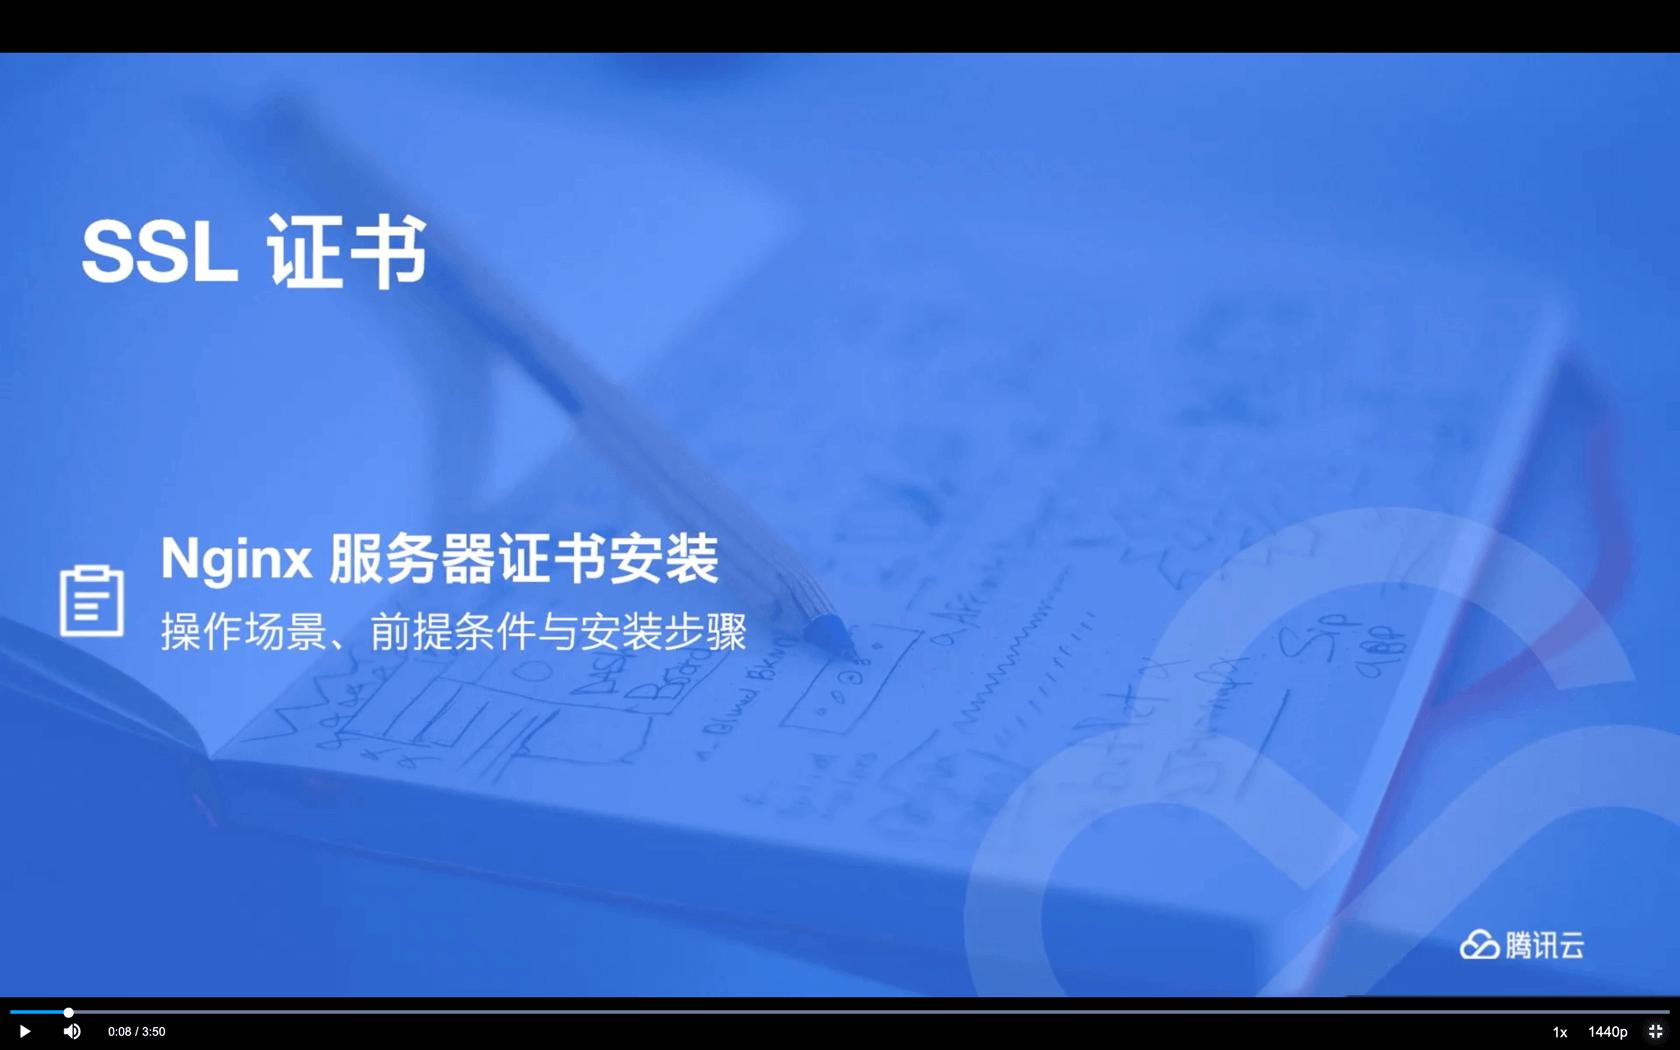 SSL 证书
Nginx 服务器证书安装
操作场景、前提条件与安装步骤
腾讯云
0:08 / 3:50
1x
1440p